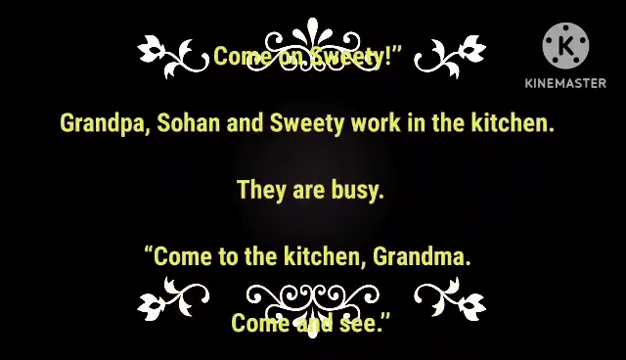 Come on Sweety!”
KINEMASTER
Grandpa, Sohan and Sweety work in the kitchen.
They are busy.
“Come to the kitchen, Grandma.
Come and see.”